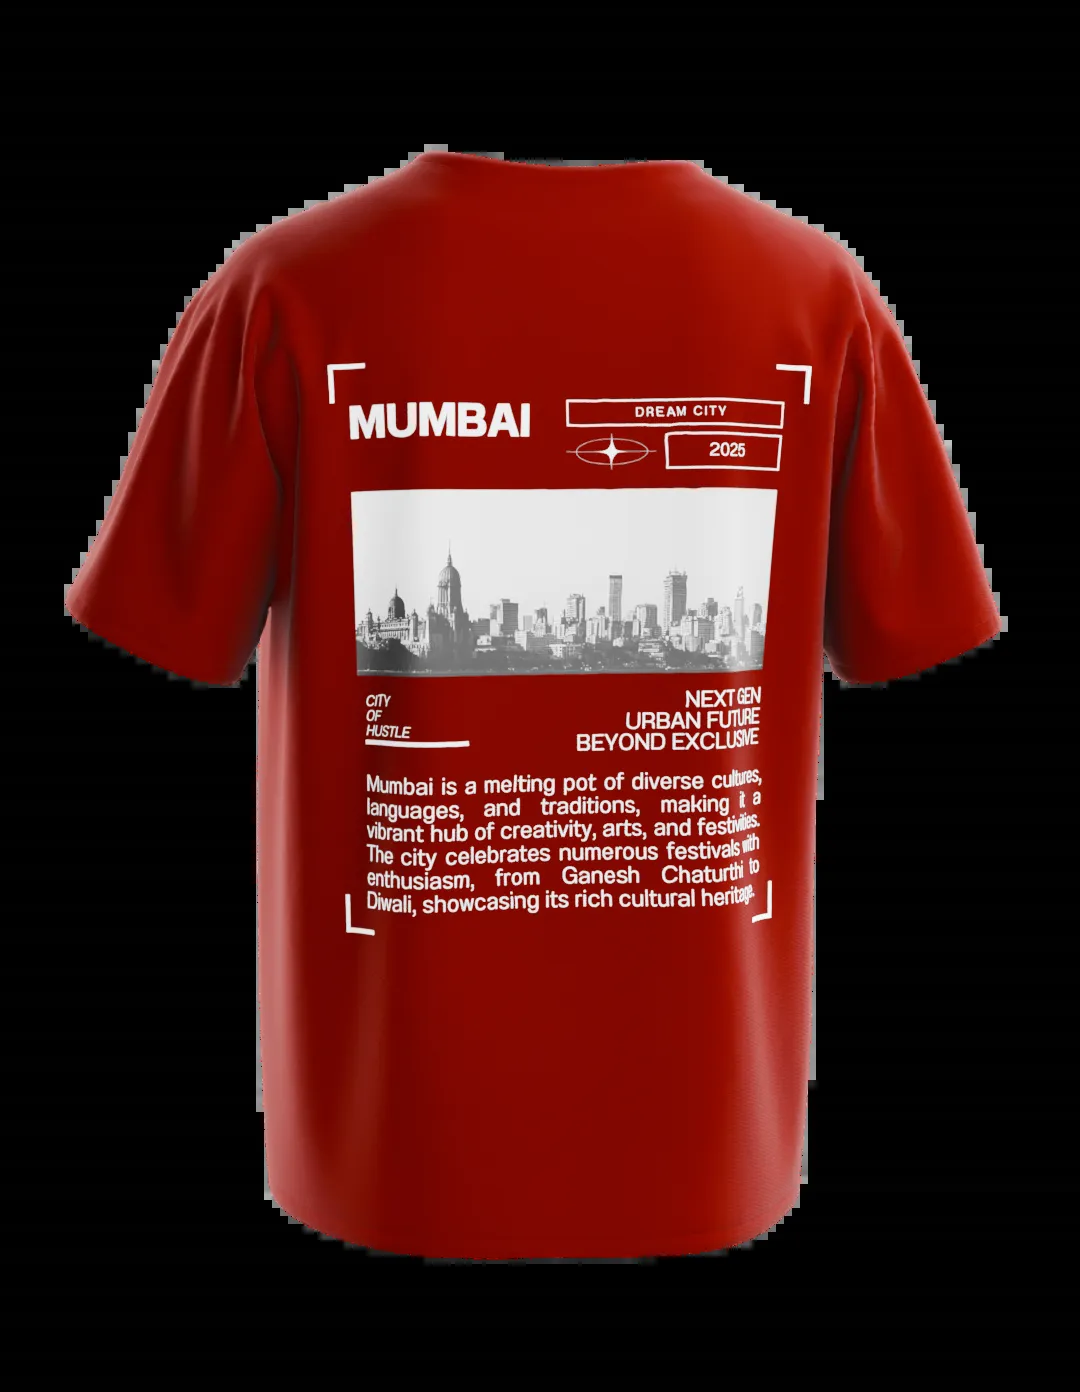 MUMBAI
DREAM CITY
2025
CITY
OF
HUSTLE
NEXT GEN
URBAN FUTURE
BEYOND EXCLUSIVE
Mumbai is a melting pot of diverse cultures,
languages, and traditions, making it a
vibrant hub of creativity, arts, and festivities.
The city celebrates numerous festivals with
enthusiasm, from Ganesh Chaturthi to
Diwali, showcasing its rich cultural heritage.